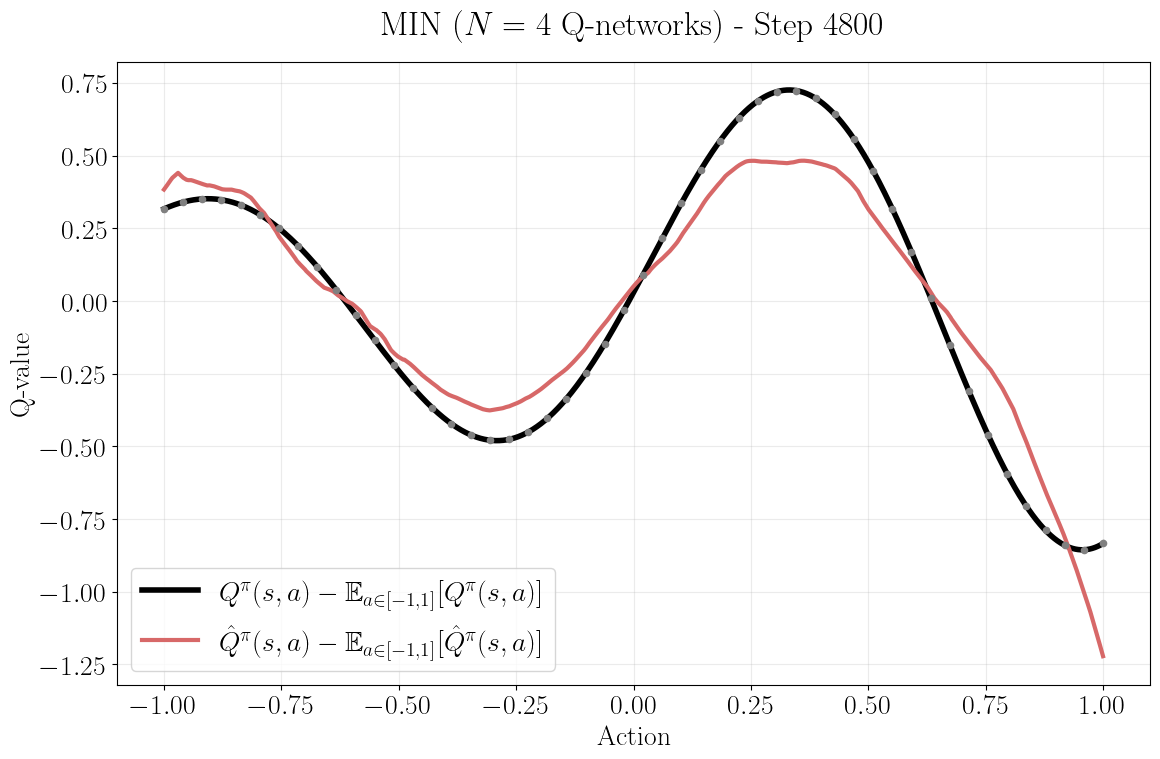 MIN (N = 4 Q-networks) - Step 4800
Q-value
0.75
0.50
0.25
0.00
−0.25
−0.50
−0.75
−1.00
−1.25
Q^π(s, a) − 𝔼_{a∈[−1,1]}[Q^π(s, a)]
Q̂^π(s, a) − 𝔼_{a∈[−1,1]}[Q̂^π(s, a)]
−1.00 −0.75 −0.50 −0.25 0.00 0.25 0.50 0.75 1.00
Action